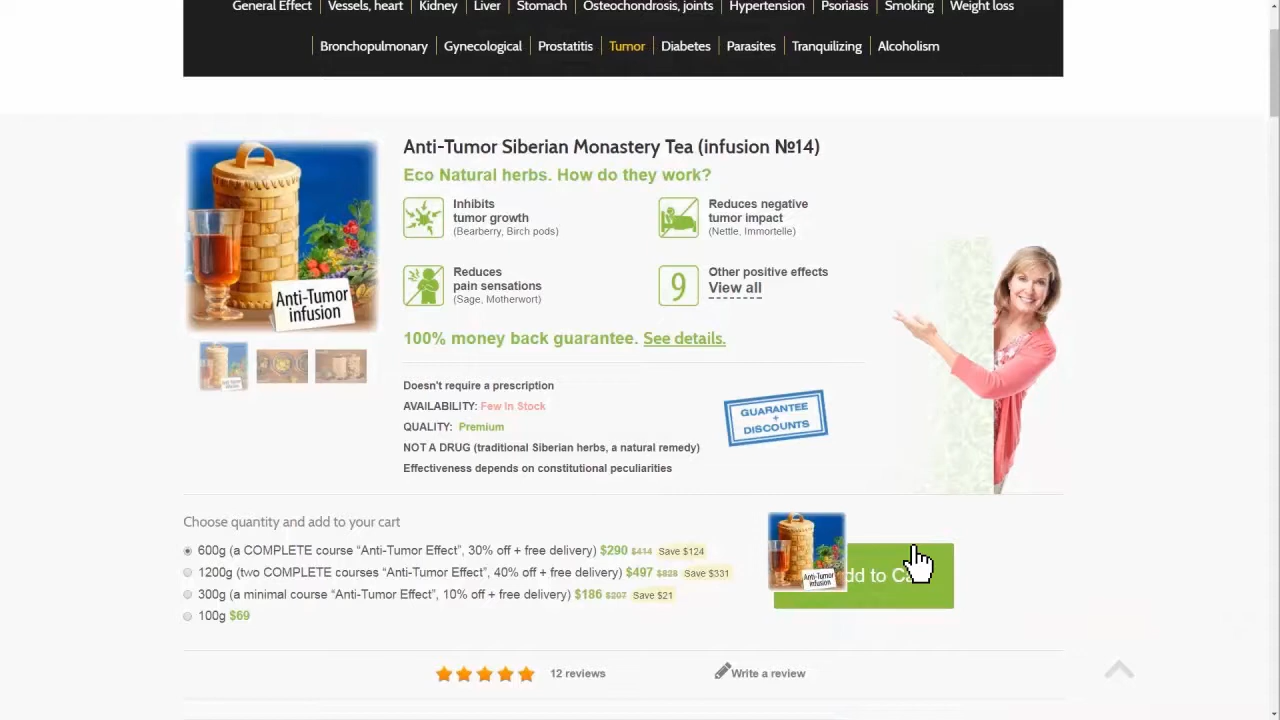 General Effect Vessels, heart Kidney Liver Stomach Osteochondrosis, joints Hypertension Psoriasis Smoking Weight loss
Bronchopulmonary Gynecological Prostatitis Tumor Diabetes Parasites Tranquilizing Alcoholism
Anti-Tumor Siberian Monastery Tea (infusion №14)
Eco Natural herbs. How do they work?
Inhibits
tumor growth
(Bearberry, Birch pods)
Reduces negative
tumor impact
(Nettle, Immortelle)
Reduces
pain sensations
(Sage, Motherwort)
9
Other positive effects
View all
Anti-Tumor
infusion
100% money back guarantee. See details.
Doesn't require a prescription
AVAILABILITY: Few In Stock
QUALITY: Premium
NOT A DRUG (traditional Siberian herbs, a natural remedy)
Effectiveness depends on constitutional peculiarities
GUARANTEE
+
DISCOUNTS
Choose quantity and add to your cart
600g (a COMPLETE course “Anti-Tumor Effect”, 30% off + free delivery) $290 $414 Save $124
1200g (two COMPLETE courses “Anti-Tumor Effect”, 40% off + free delivery) $497 $828 Save $331
300g (a minimal course “Anti-Tumor Effect”, 10% off + free delivery) $186 $207 Save $21
100g $69
Anti-Tumor
infusion
dd to Ca
12 reviews
Write a review